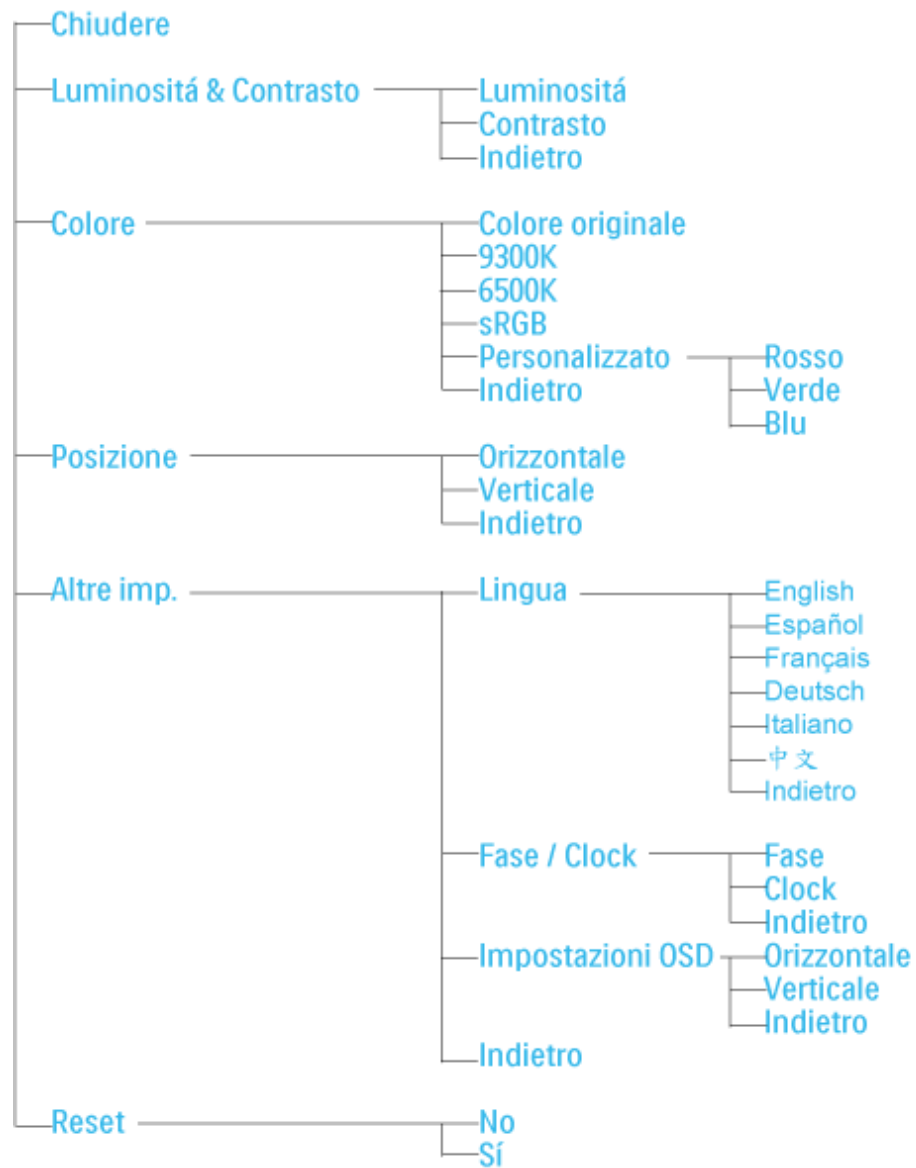 Chiudere
Luminositá & Contrasto Luminositá
Contrasto
Indietro
Colore Colore originale
9300K
6500K
sRGB
Personalizzato Rosso
Indietro Verde
Blu
Posizione Orizzontale
Verticale
Indietro
Altre imp. Lingua English
Español
Français
Deutsch
Italiano
中文
Indietro
Fase / Clock Fase
Clock
Indietro
Impostazioni OSD Orizzontale
Verticale
Indietro
Indietro
Reset No
Sí